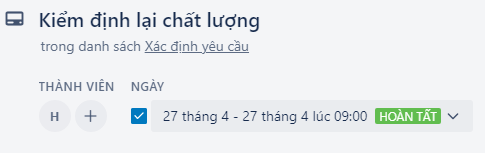 Kiểm định lại chất lượng
trong danh sách Xác định yêu cầu
THÀNH VIÊN NGÀY
H 27 tháng 4 - 27 tháng 4 lúc 09:00 HOÀN TẤT